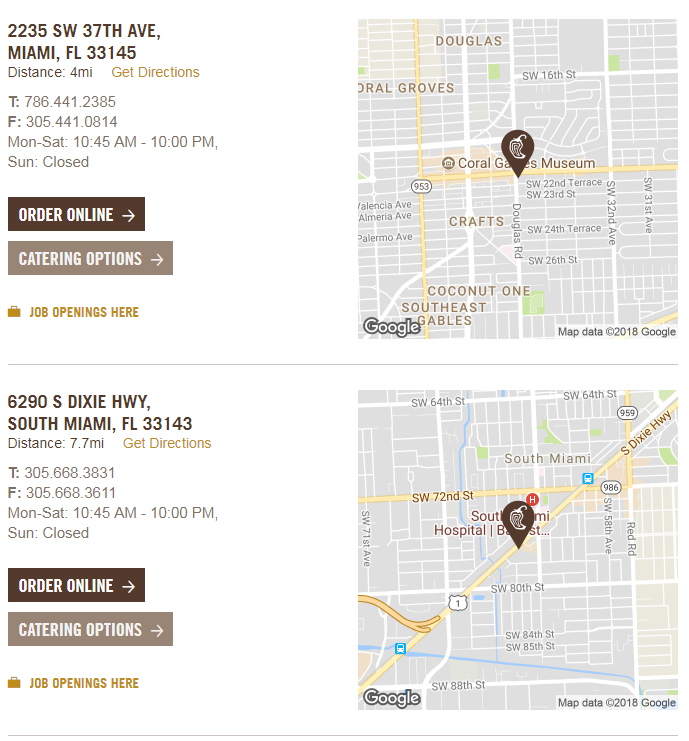 2235 SW 37TH AVE,
MIAMI, FL 33145
Distance: 4mi Get Directions
T: 786.441.2385
F: 305.441.0814
Mon-Sat: 10:45 AM - 10:00 PM,
Sun: Closed
ORDER ONLINE →
CATERING OPTIONS →
JOB OPENINGS HERE
DOUGLAS
SW 16th St
ORAL GROVES
Coral Gables Museum
953
SW 22nd Terrace
SW 23rd St
Valencia Ave
Almeria Ave
Palermo Ave
CRAFTS
Douglas Rd
SW 24th Terrace
SW 26th St
SW 32nd Ave
SW 31st Ave
COCONUT ONE
SOUTHEAST
GABLES
Google
Map data ©2018 Google
6290 S DIXIE HWY,
SOUTH MIAMI, FL 33143
Distance: 7.7mi Get Directions
T: 305.668.3831
F: 305.668.3611
Mon-Sat: 10:45 AM - 10:00 PM,
Sun: Closed
ORDER ONLINE →
CATERING OPTIONS →
JOB OPENINGS HERE
SW 64th St
SW 64th St
959
S Dixie Hwy
South Miami
986
SW 72nd St
H
South Miami
Hospital | Baptist...
SW 71st Ave
SW 58th Ave
Red Rd
SW 80th St
1
SW 84th St
SW 85th St
SW 88th St
Google
Map data ©2018 Google